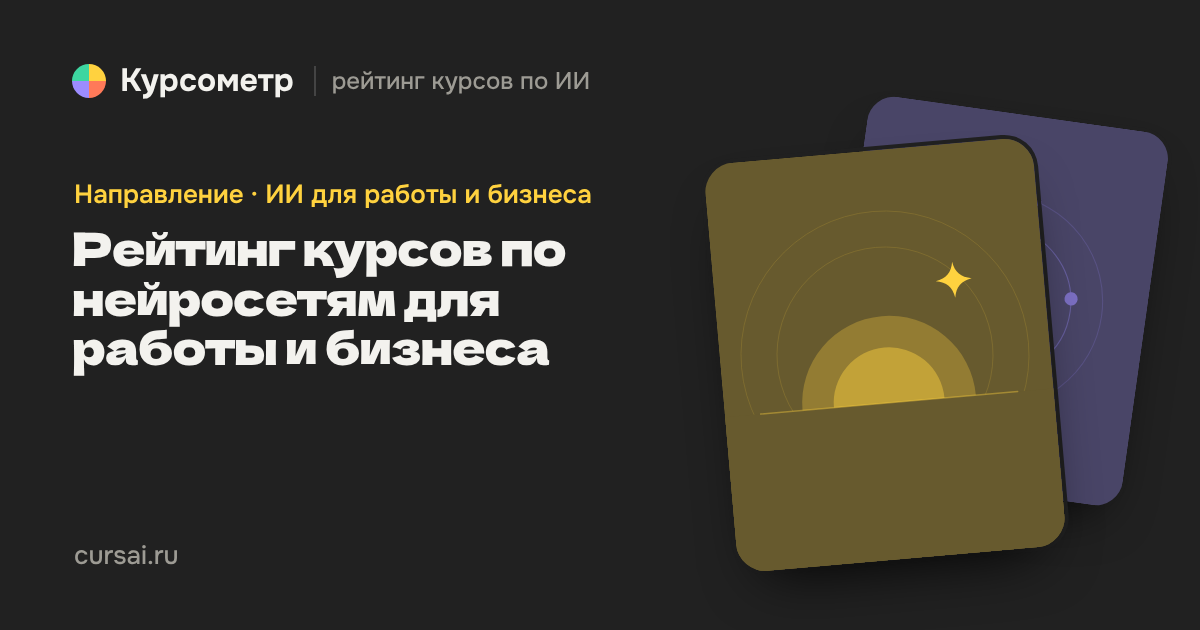 Курсометр
рейтинг курсов по ИИ
Направление · ИИ для работы и бизнеса
Рейтинг курсов по
нейросетям для
работы и бизнеса
cursai.ru